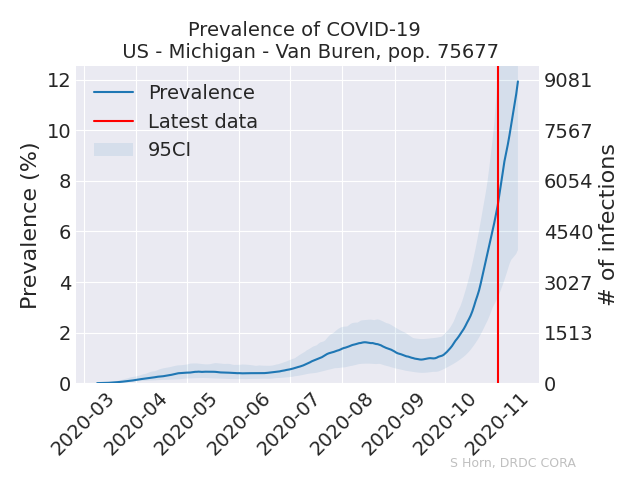 Prevalence of COVID-19
US - Michigan - Van Buren, pop. 75677
Prevalence
Latest data
95CI
Prevalence (%)
12
10
8
6
4
2
0
9081
7567
6054
4540
3027
1513
0
# of infections
2020-03
2020-04
2020-05
2020-06
2020-07
2020-08
2020-09
2020-10
2020-11
S Horn, DRDC CORA